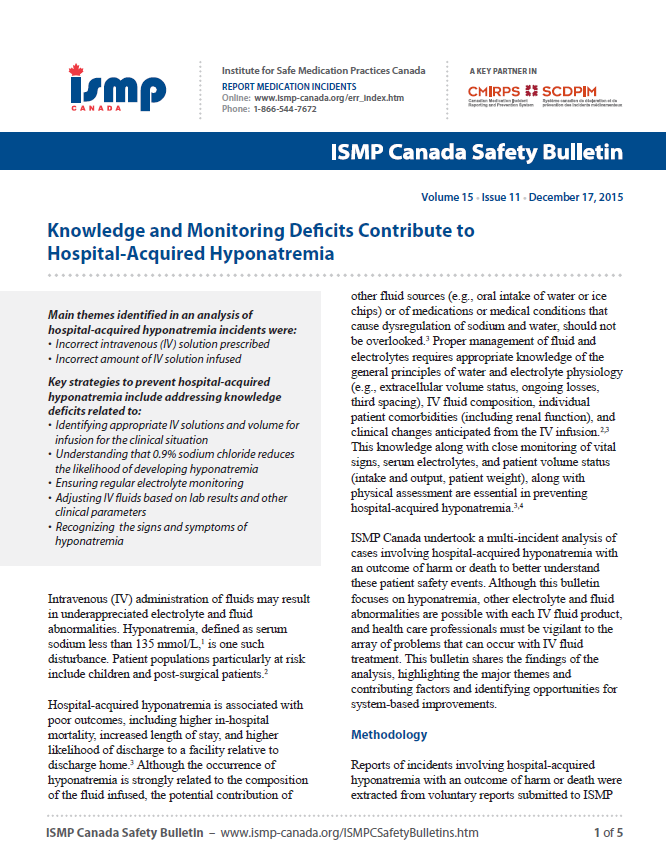 ismp
CANADA
Institute for Safe Medication Practices Canada
REPORT MEDICATION INCIDENTS
Online: www.ismp-canada.org/err_index.htm
Phone: 1-866-544-7672
A KEY PARTNER IN
CMIRPS SCDPIM
Canadian Medication Incident
Reporting and Prevention System
Système canadien de déclaration et de
prévention des incidents médicamenteux
ISMP Canada Safety Bulletin
Volume 15 • Issue 11 • December 17, 2015
Knowledge and Monitoring Deficits Contribute to
Hospital-Acquired Hyponatremia
Main themes identified in an analysis of
hospital-acquired hyponatremia incidents were:
• Incorrect intravenous (IV) solution prescribed
• Incorrect amount of IV solution infused
Key strategies to prevent hospital-acquired
hyponatremia include addressing knowledge
deficits related to:
• Identifying appropriate IV solutions and volume for
infusion for the clinical situation
• Understanding that 0.9% sodium chloride reduces
the likelihood of developing hyponatremia
• Ensuring regular electrolyte monitoring
• Adjusting IV fluids based on lab results and other
clinical parameters
• Recognizing the signs and symptoms of
hyponatremia
Intravenous (IV) administration of fluids may result
in underappreciated electrolyte and fluid
abnormalities. Hyponatremia, defined as serum
sodium less than 135 mmol/L,1 is one such
disturbance. Patient populations particularly at risk
include children and post-surgical patients.2
Hospital-acquired hyponatremia is associated with
poor outcomes, including higher in-hospital
mortality, increased length of stay, and higher
likelihood of discharge to a facility relative to
discharge home.3 Although the occurrence of
hyponatremia is strongly related to the composition
of the fluid infused, the potential contribution of
other fluid sources (e.g., oral intake of water or ice
chips) or of medications or medical conditions that
cause dysregulation of sodium and water, should not
be overlooked.3 Proper management of fluid and
electrolytes requires appropriate knowledge of the
general principles of water and electrolyte physiology
(e.g., extracellular volume status, ongoing losses,
third spacing), IV fluid composition, individual
patient comorbidities (including renal function), and
clinical changes anticipated from the IV infusion.2,3
This knowledge along with close monitoring of vital
signs, serum electrolytes, and patient volume status
(intake and output, patient weight), along with
physical assessment are essential in preventing
hospital-acquired hyponatremia.3,4
ISMP Canada undertook a multi-incident analysis of
cases involving hospital-acquired hyponatremia with
an outcome of harm or death to better understand
these patient safety events. Although this bulletin
focuses on hyponatremia, other electrolyte and fluid
abnormalities are possible with each IV fluid product,
and health care professionals must be vigilant to the
array of problems that can occur with IV fluid
treatment. This bulletin shares the findings of the
analysis, highlighting the major themes and
contributing factors and identifying opportunities for
system-based improvements.
Methodology
Reports of incidents involving hospital-acquired
hyponatremia with an outcome of harm or death were
extracted from voluntary reports submitted to ISMP
ISMP Canada Safety Bulletin – www.ismp-canada.org/ISMPCSafetyBulletins.htm
1 of 5